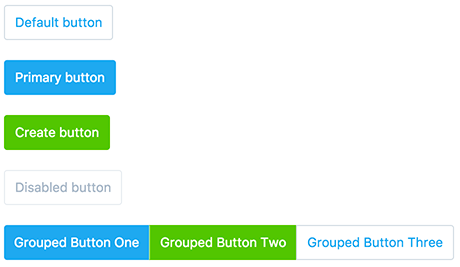 Default button
Primary button
Create button
Disabled button
Grouped Button One Grouped Button Two Grouped Button Three